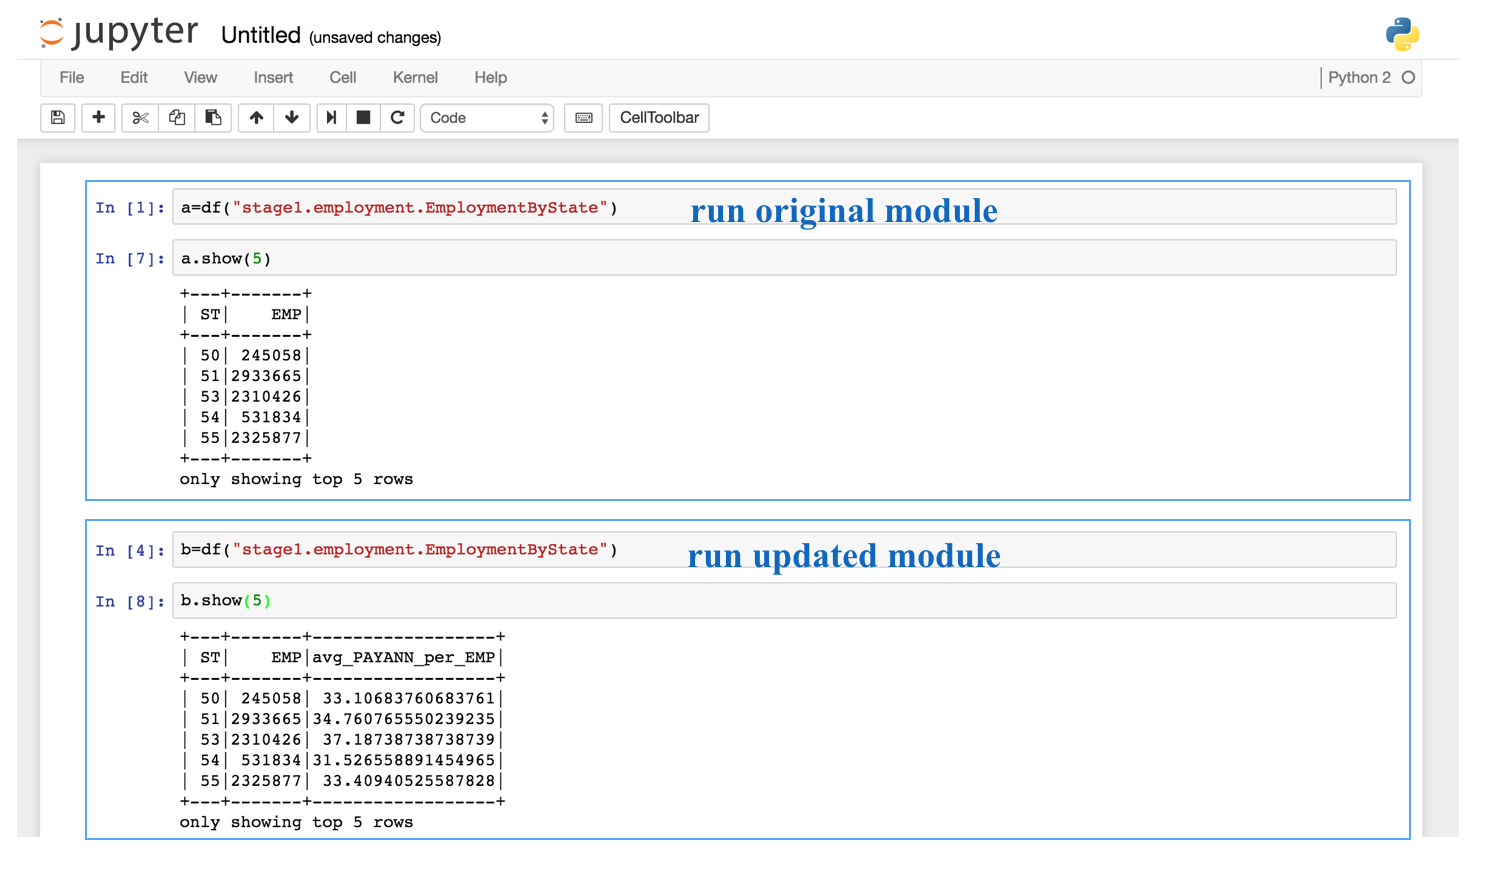 jupyter Untitled (unsaved changes)
File Edit View Insert Cell Kernel Help Python 2
Code CellToolbar
In [1]: a=df("stage1.employment.EmploymentByState") run original module
In [7]: a.show(5)
+---+-------+
| ST|    EMP|
+---+-------+
| 50| 245058|
| 51|2933665|
| 53|2310426|
| 54| 531834|
| 55|2325877|
+---+-------+
only showing top 5 rows
In [4]: b=df("stage1.employment.EmploymentByState") run updated module
In [8]: b.show(5)
+---+-------+------------------+
| ST|    EMP|avg_PAYANN_per_EMP|
+---+-------+------------------+
| 50| 245058| 33.10683760683761|
| 51|2933665|34.760765550239235|
| 53|2310426| 37.18738738738739|
| 54| 531834|31.526558891454965|
| 55|2325877| 33.40940525587828|
+---+-------+------------------+
only showing top 5 rows